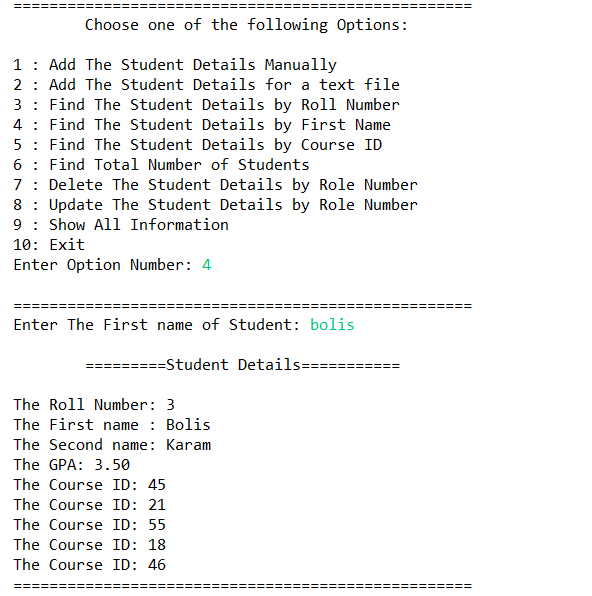 ===================================================
Choose one of the following Options:
1 : Add The Student Details Manually
2 : Add The Student Details for a text file
3 : Find The Student Details by Roll Number
4 : Find The Student Details by First Name
5 : Find The Student Details by Course ID
6 : Find Total Number of Students
7 : Delete The Student Details by Role Number
8 : Update The Student Details by Role Number
9 : Show All Information
10: Exit
Enter Option Number: 4
===================================================
Enter The First name of Student: bolis
=========Student Details===========
The Roll Number: 3
The First name : Bolis
The Second name: Karam
The GPA: 3.50
The Course ID: 45
The Course ID: 21
The Course ID: 55
The Course ID: 18
The Course ID: 46
===================================================